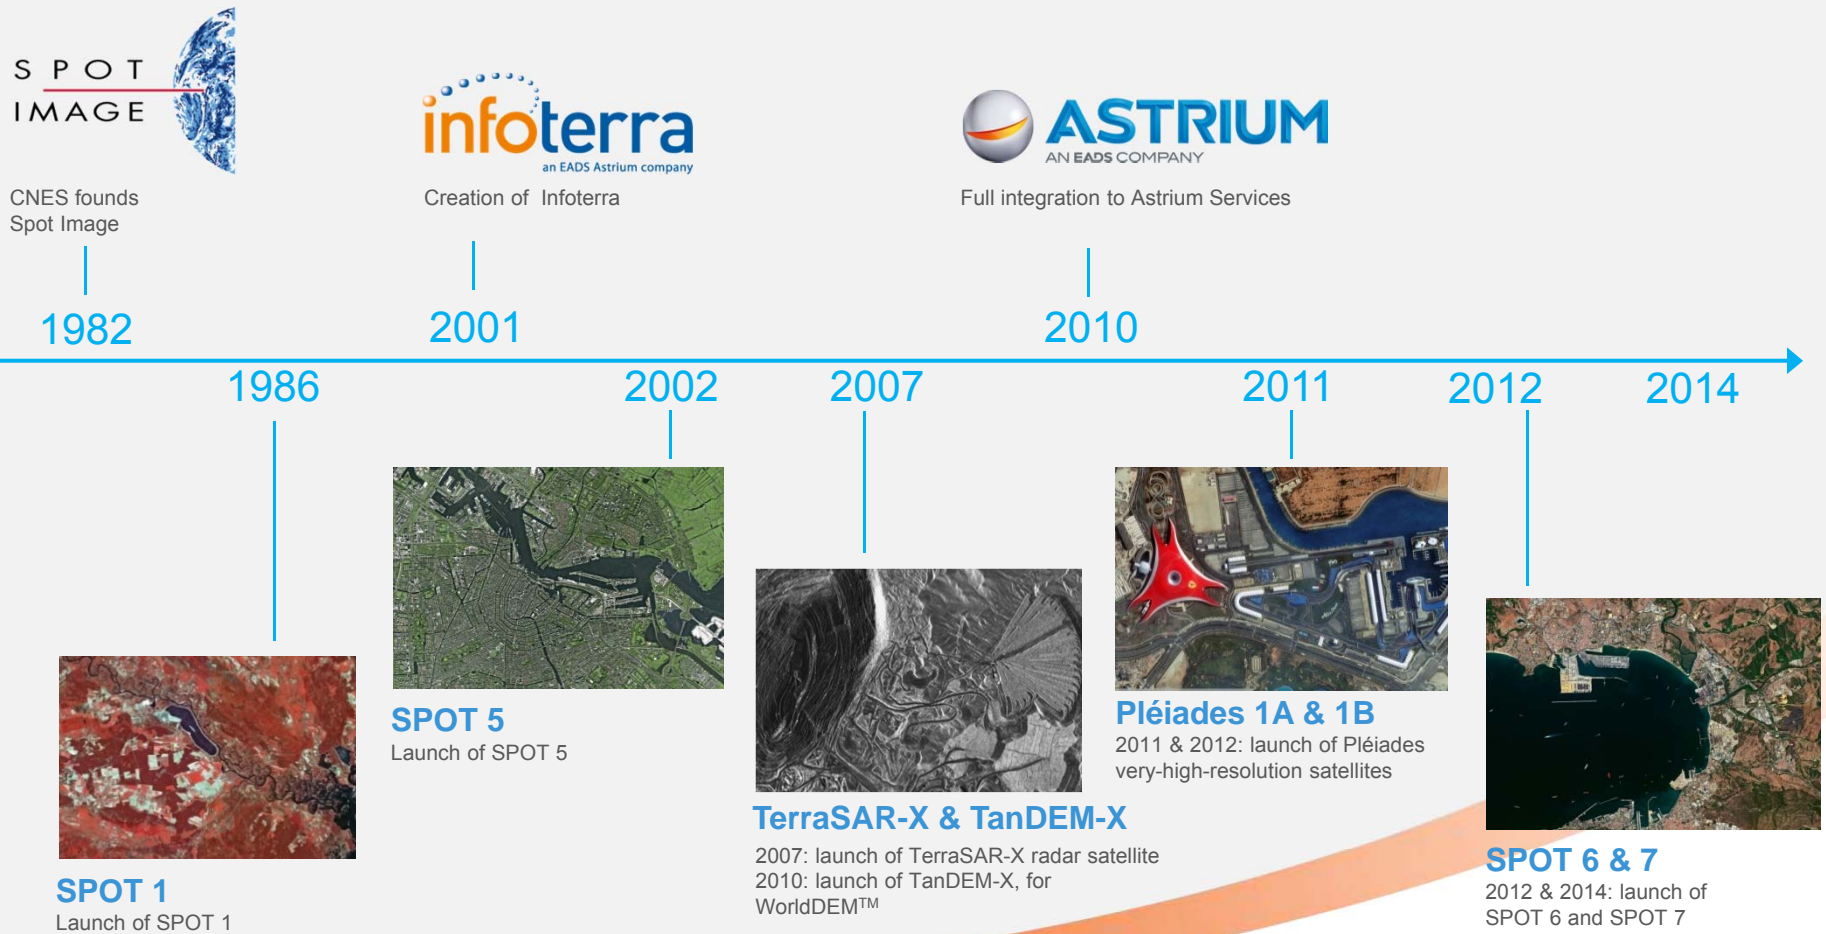 SPOT
IMAGE
CNES founds
Spot Image
1982
infoterra
an EADS Astrium company
Creation of Infoterra
2001
ASTRIUM
AN EADS COMPANY
Full integration to Astrium Services
2010
1986
2002
2007
2011
2012
2014
SPOT 1
Launch of SPOT 1
SPOT 5
Launch of SPOT 5
TerraSAR-X & TanDEM-X
2007: launch of TerraSAR-X radar satellite
2010: launch of TanDEM-X, for
WorldDEM™
Pléiades 1A & 1B
2011 & 2012: launch of Pléiades
very-high-resolution satellites
SPOT 6 & 7
2012 & 2014: launch of
SPOT 6 and SPOT 7